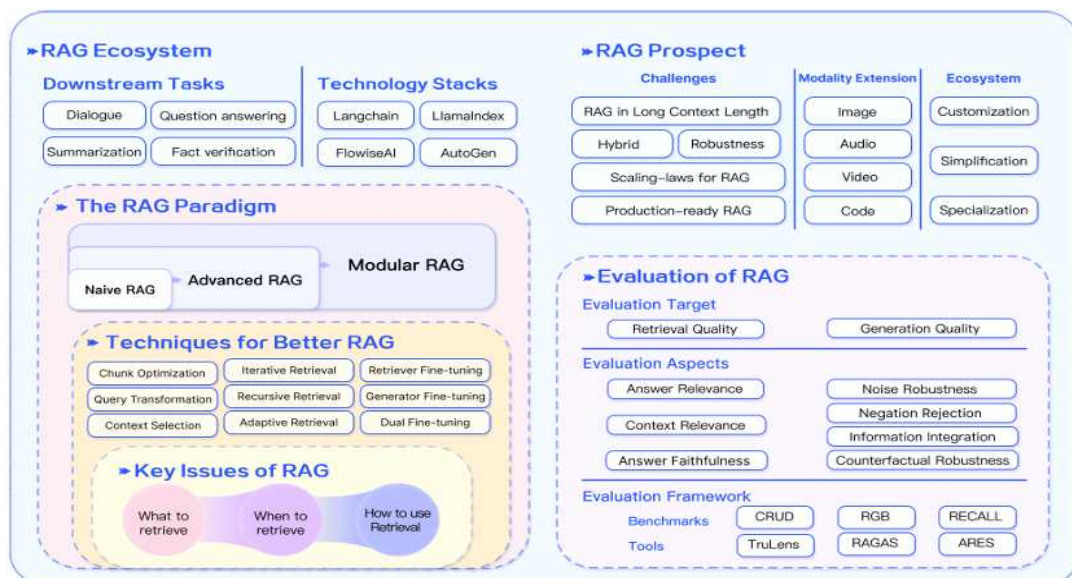 RAG Ecosystem
Downstream Tasks
Dialogue
Question answering
Summarization
Fact verification
Technology Stacks
Langchain
LlamaIndex
FlowiseAI
AutoGen
The RAG Paradigm
Naive RAG
Advanced RAG
Modular RAG
Techniques for Better RAG
Chunk Optimization
Iterative Retrieval
Retriever Fine-tuning
Query Transformation
Recursive Retrieval
Generator Fine-tuning
Context Selection
Adaptive Retrieval
Dual Fine-tuning
Key Issues of RAG
What to
retrieve
When to
retrieve
How to use
Retrieval
RAG Prospect
Challenges
RAG in Long Context Length
Hybrid
Robustness
Scaling-laws for RAG
Production-ready RAG
Modality Extension
Image
Audio
Video
Code
Ecosystem
Customization
Simplification
Specialization
Evaluation of RAG
Evaluation Target
Retrieval Quality
Generation Quality
Evaluation Aspects
Answer Relevance
Context Relevance
Answer Faithfulness
Noise Robustness
Negation Rejection
Information Integration
Counterfactual Robustness
Evaluation Framework
Benchmarks
CRUD
RGB
RECALL
Tools
TruLens
RAGAS
ARES